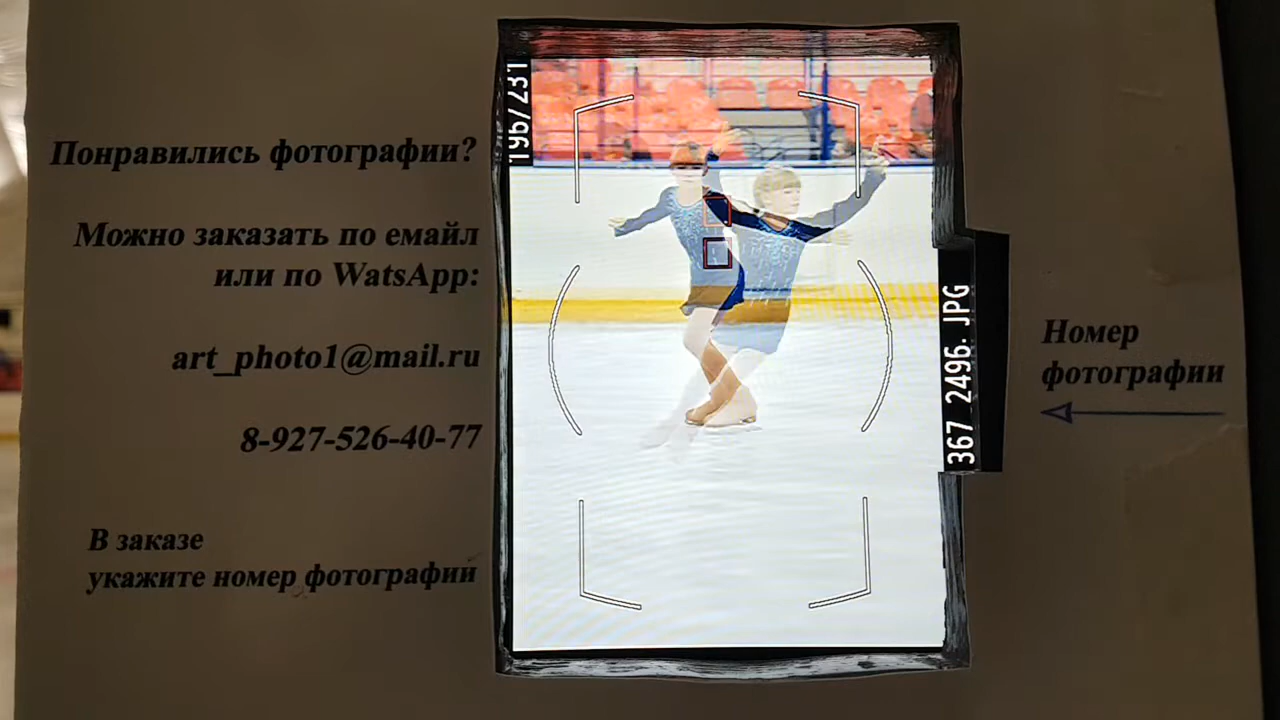 Понравились фотографии?
Можно заказать по емайл
или по WatsApp:
art_photo1@mail.ru
8-927-526-40-77
В заказе
укажите номер фотографии
196/231
367 2496. JPG
Номер
фотографии